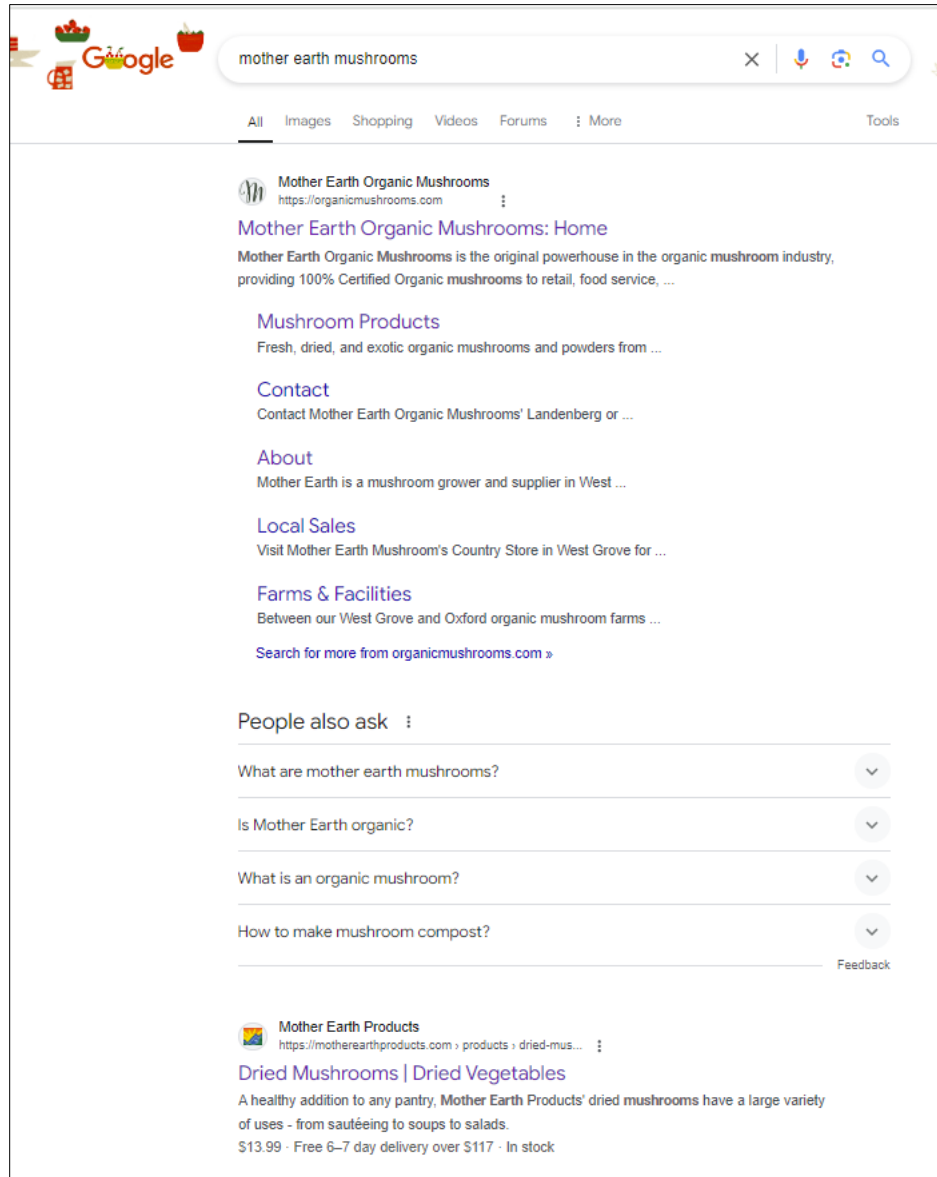 Google
mother earth mushrooms
All Images Shopping Videos Forums More Tools
Mother Earth Organic Mushrooms
https://organicmushrooms.com
Mother Earth Organic Mushrooms: Home
Mother Earth Organic Mushrooms is the original powerhouse in the organic mushroom industry,
providing 100% Certified Organic mushrooms to retail, food service, ...
Mushroom Products
Fresh, dried, and exotic organic mushrooms and powders from ...
Contact
Contact Mother Earth Organic Mushrooms' Landenberg or ...
About
Mother Earth is a mushroom grower and supplier in West ...
Local Sales
Visit Mother Earth Mushroom's Country Store in West Grove for ...
Farms & Facilities
Between our West Grove and Oxford organic mushroom farms ...
Search for more from organicmushrooms.com »
People also ask
What are mother earth mushrooms?
Is Mother Earth organic?
What is an organic mushroom?
How to make mushroom compost?
Feedback
Mother Earth Products
https://motherearthproducts.com › products › dried-mus...
Dried Mushrooms | Dried Vegetables
A healthy addition to any pantry, Mother Earth Products' dried mushrooms have a large variety
of uses - from sautéeing to soups to salads.
$13.99 · Free 6–7 day delivery over $117 · In stock